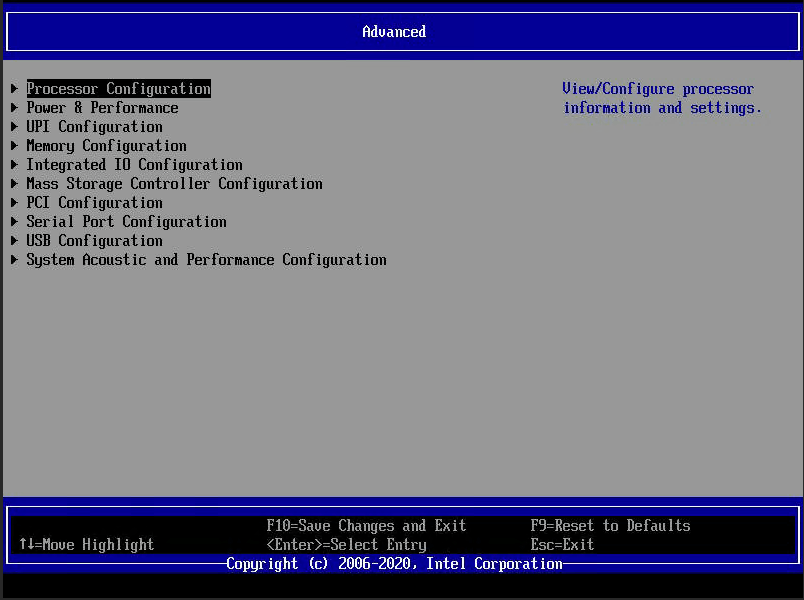 Advanced
Processor Configuration
View/Configure processor
Power & Performance
information and settings.
UPI Configuration
Memory Configuration
Integrated IO Configuration
Mass Storage Controller Configuration
PCI Configuration
Serial Port Configuration
USB Configuration
System Acoustic and Performance Configuration
F10=Save Changes and Exit F9=Reset to Defaults
↑↓=Move Highlight <Enter>=Select Entry Esc=Exit
Copyright (c) 2006-2020, Intel Corporation